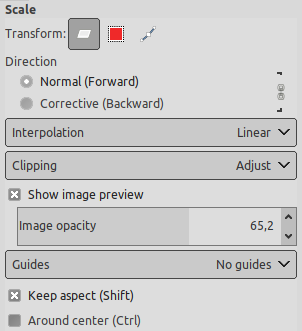 Scale
Transform:
Direction
Normal (Forward)
Corrective (Backward)
Interpolation Linear
Clipping Adjust
Show image preview
Image opacity 65,2
Guides No guides
Keep aspect (Shift)
Around center (Ctrl)